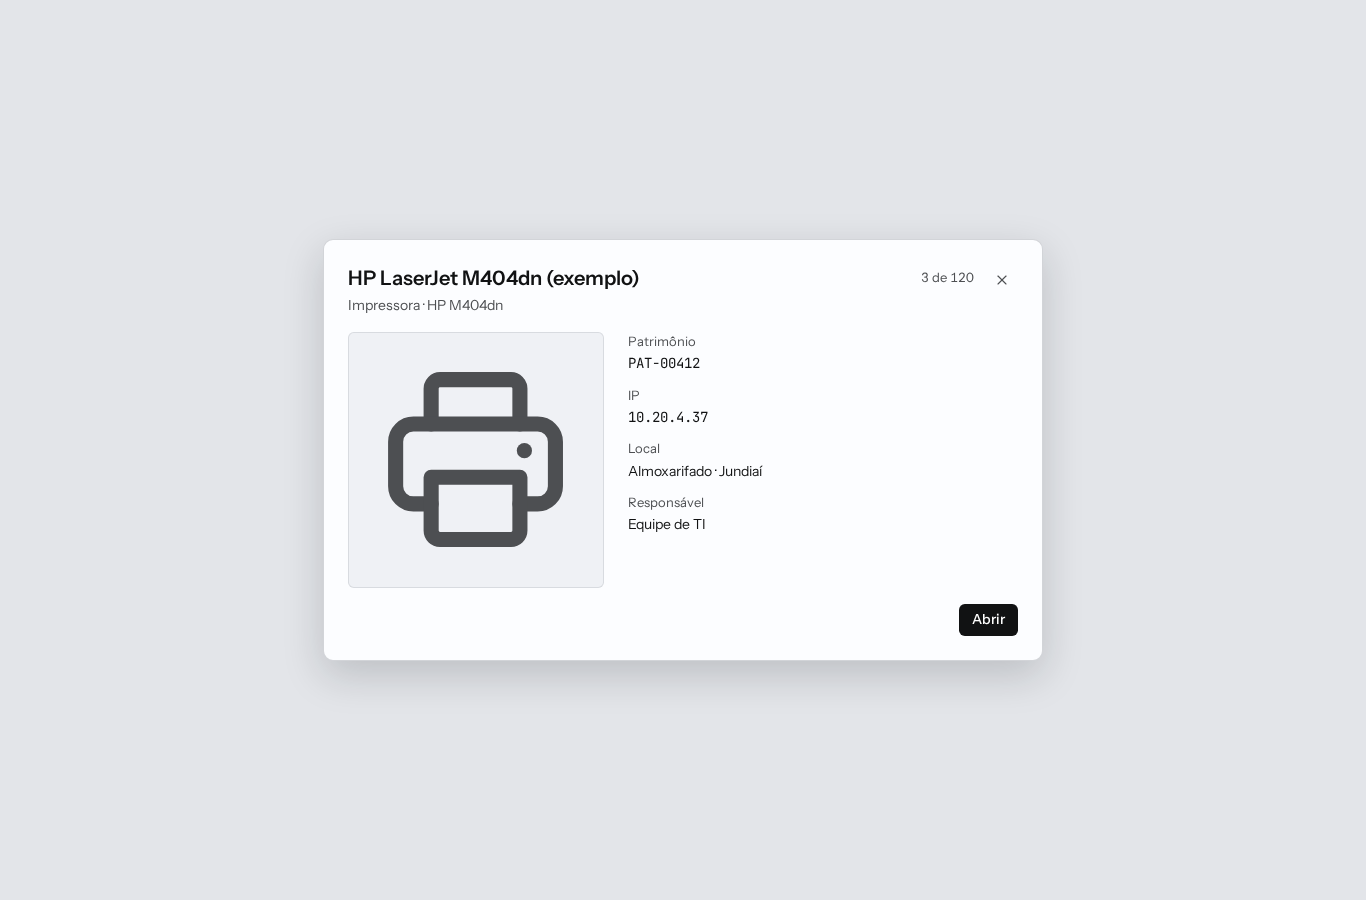 HP LaserJet M404dn (exemplo)
3 de 120
Impressora · HP M404dn
Patrimônio
PAT-00412
IP
10.20.4.37
Local
Almoxarifado · Jundiaí
Responsável
Equipe de TI
Abrir